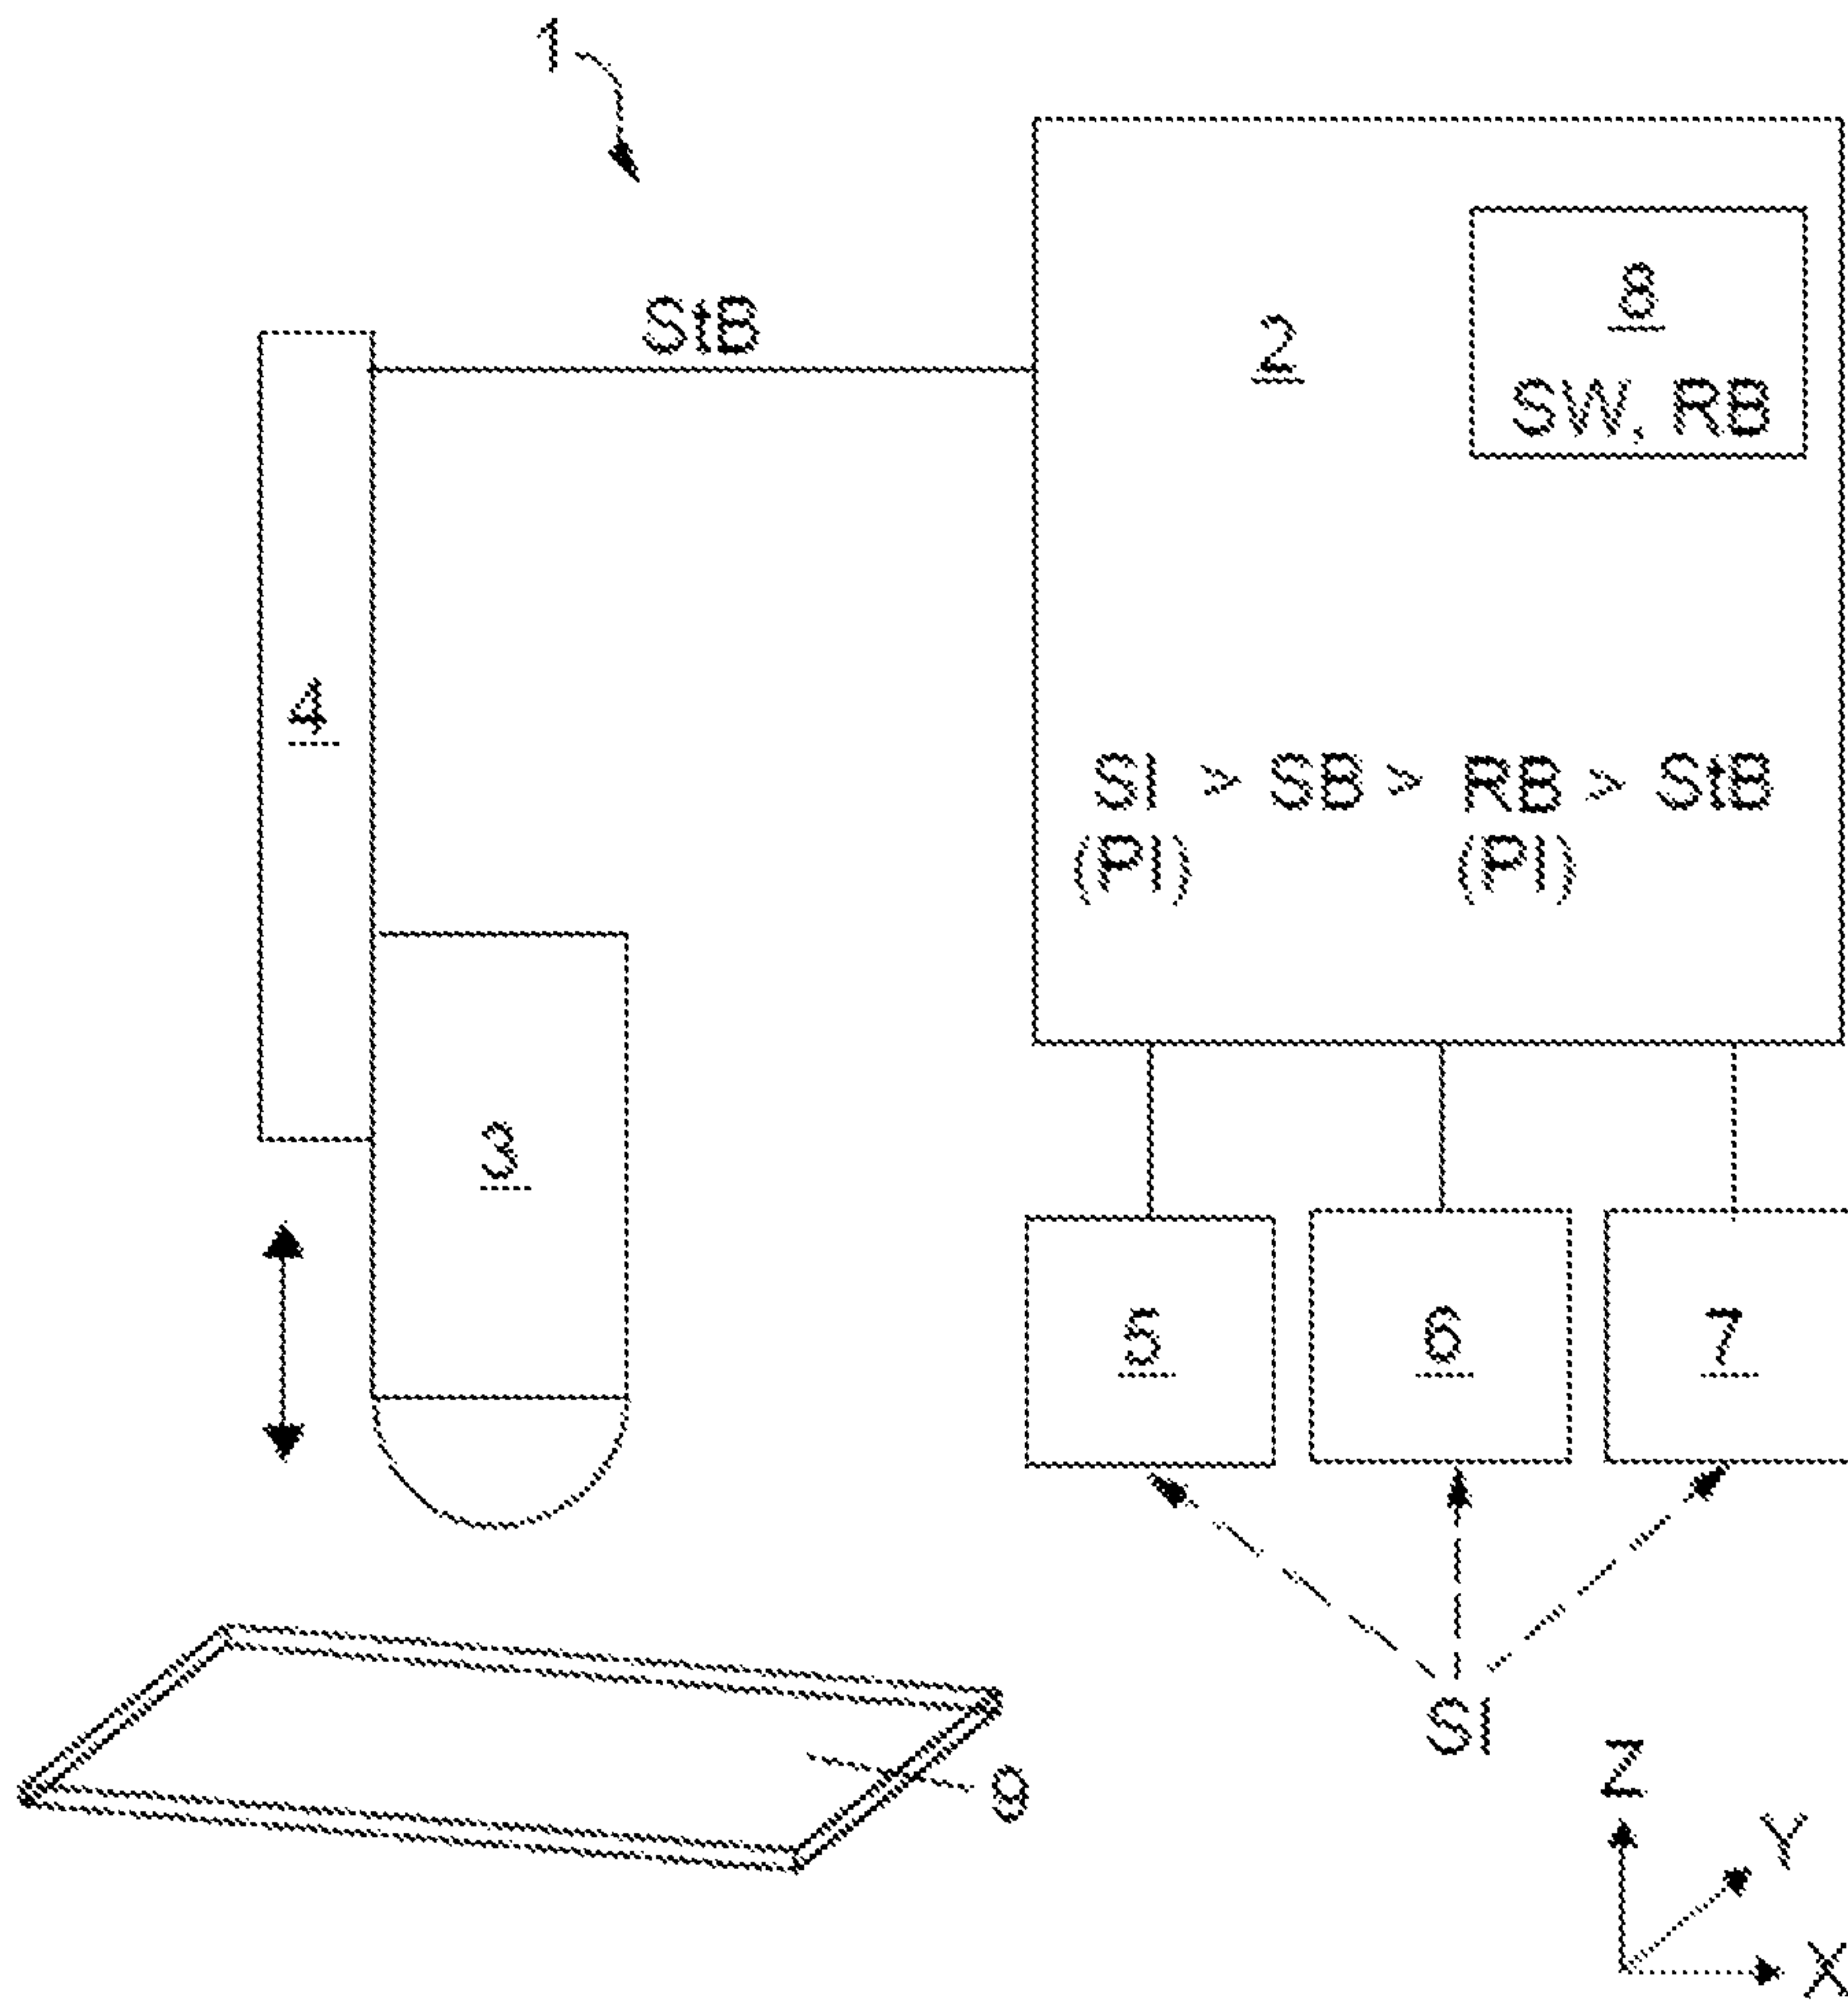 1
8
StB
2
SW, RB
4
SI > SB > RB > StB
(PI) (PI)
3
5 6 7
SI
Z
9
Y
X